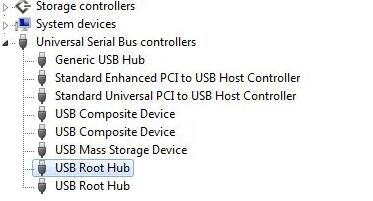 Storage controllers
System devices
Universal Serial Bus controllers
Generic USB Hub
Standard Enhanced PCI to USB Host Controller
Standard Universal PCI to USB Host Controller
USB Composite Device
USB Composite Device
USB Mass Storage Device
USB Root Hub
USB Root Hub